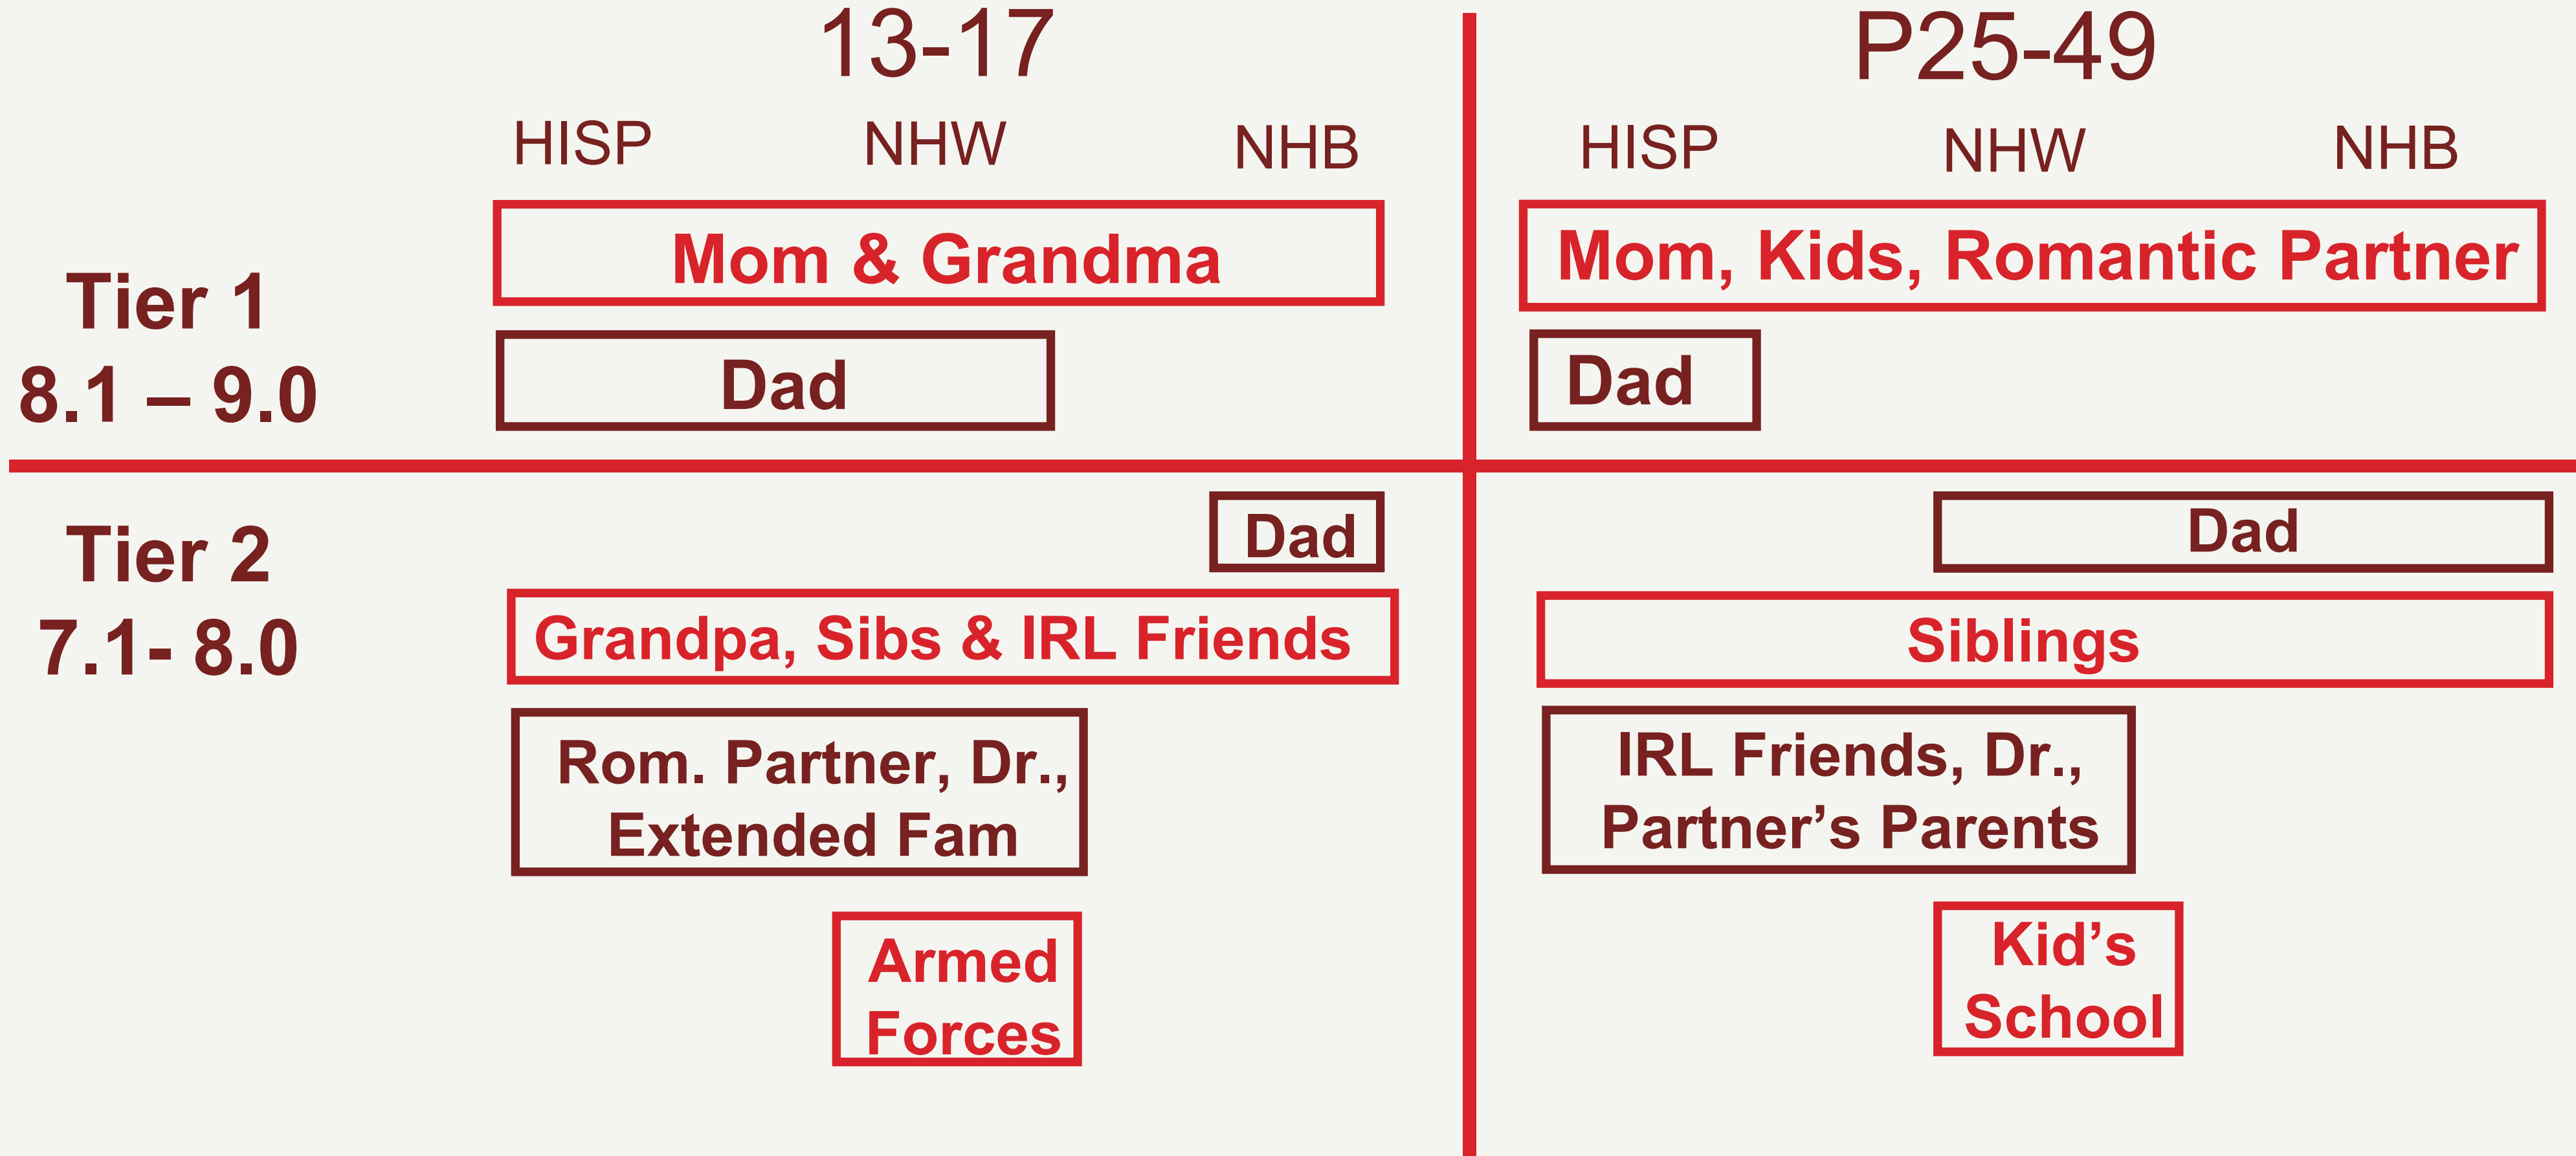 13-17
P25-49
HISP
NHW
NHB
HISP
NHW
NHB
Tier 1
8.1 – 9.0
Mom & Grandma
Mom, Kids, Romantic Partner
Dad
Dad
Tier 2
7.1- 8.0
Dad
Dad
Grandpa, Sibs & IRL Friends
Siblings
Rom. Partner, Dr.,
Extended Fam
IRL Friends, Dr.,
Partner’s Parents
Armed
Forces
Kid’s
School